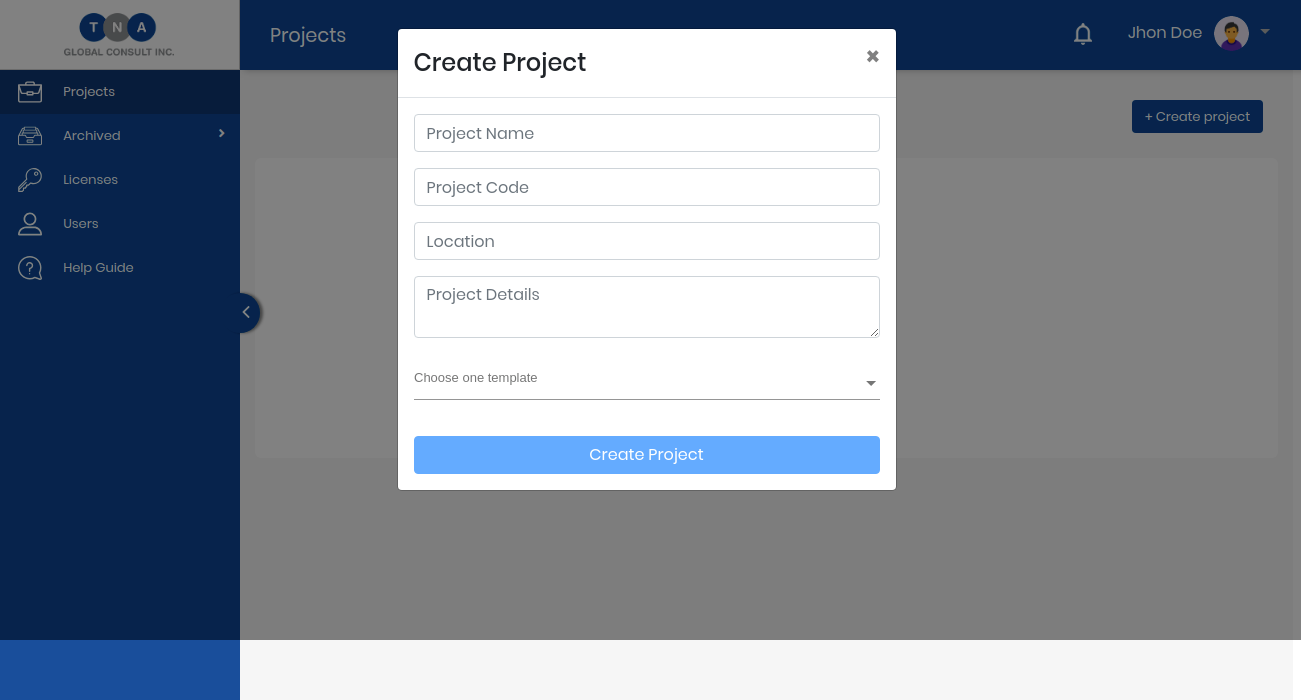 T N A
GLOBAL CONSULT INC.
Projects
Jhon Doe
Projects
Archived
Licenses
Users
Help Guide
+ Create project
Create Project
Project Name
Project Code
Location
Project Details
Choose one template
Create Project